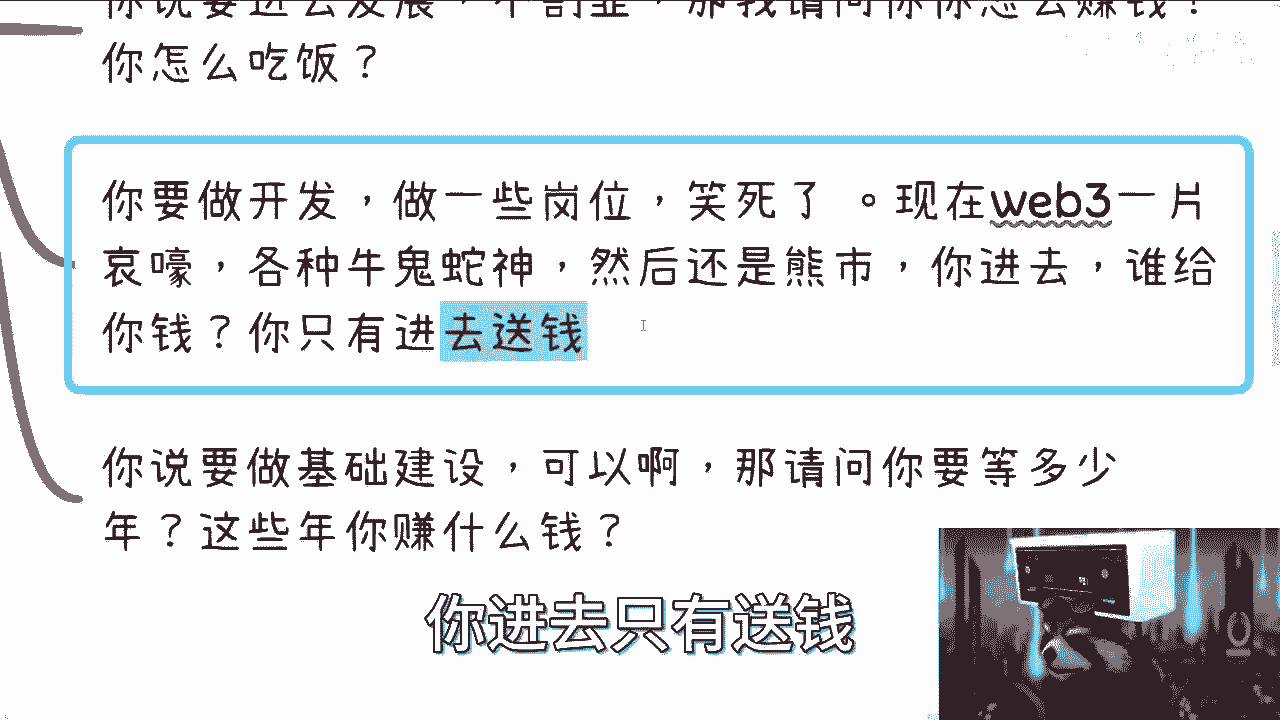 你说要进去发展，不割韭，那我请问你你怎么赚钱？
你怎么吃饭？
你要做开发，做一些岗位，笑死了 。现在web3一片
哀嚎，各种牛鬼蛇神，然后还是熊市，你进去，谁给
你钱？你只有进去送钱
你说要做基础建设，可以啊，那请问你要等多少
年？这些年你赚什么钱？
你进去只有送钱